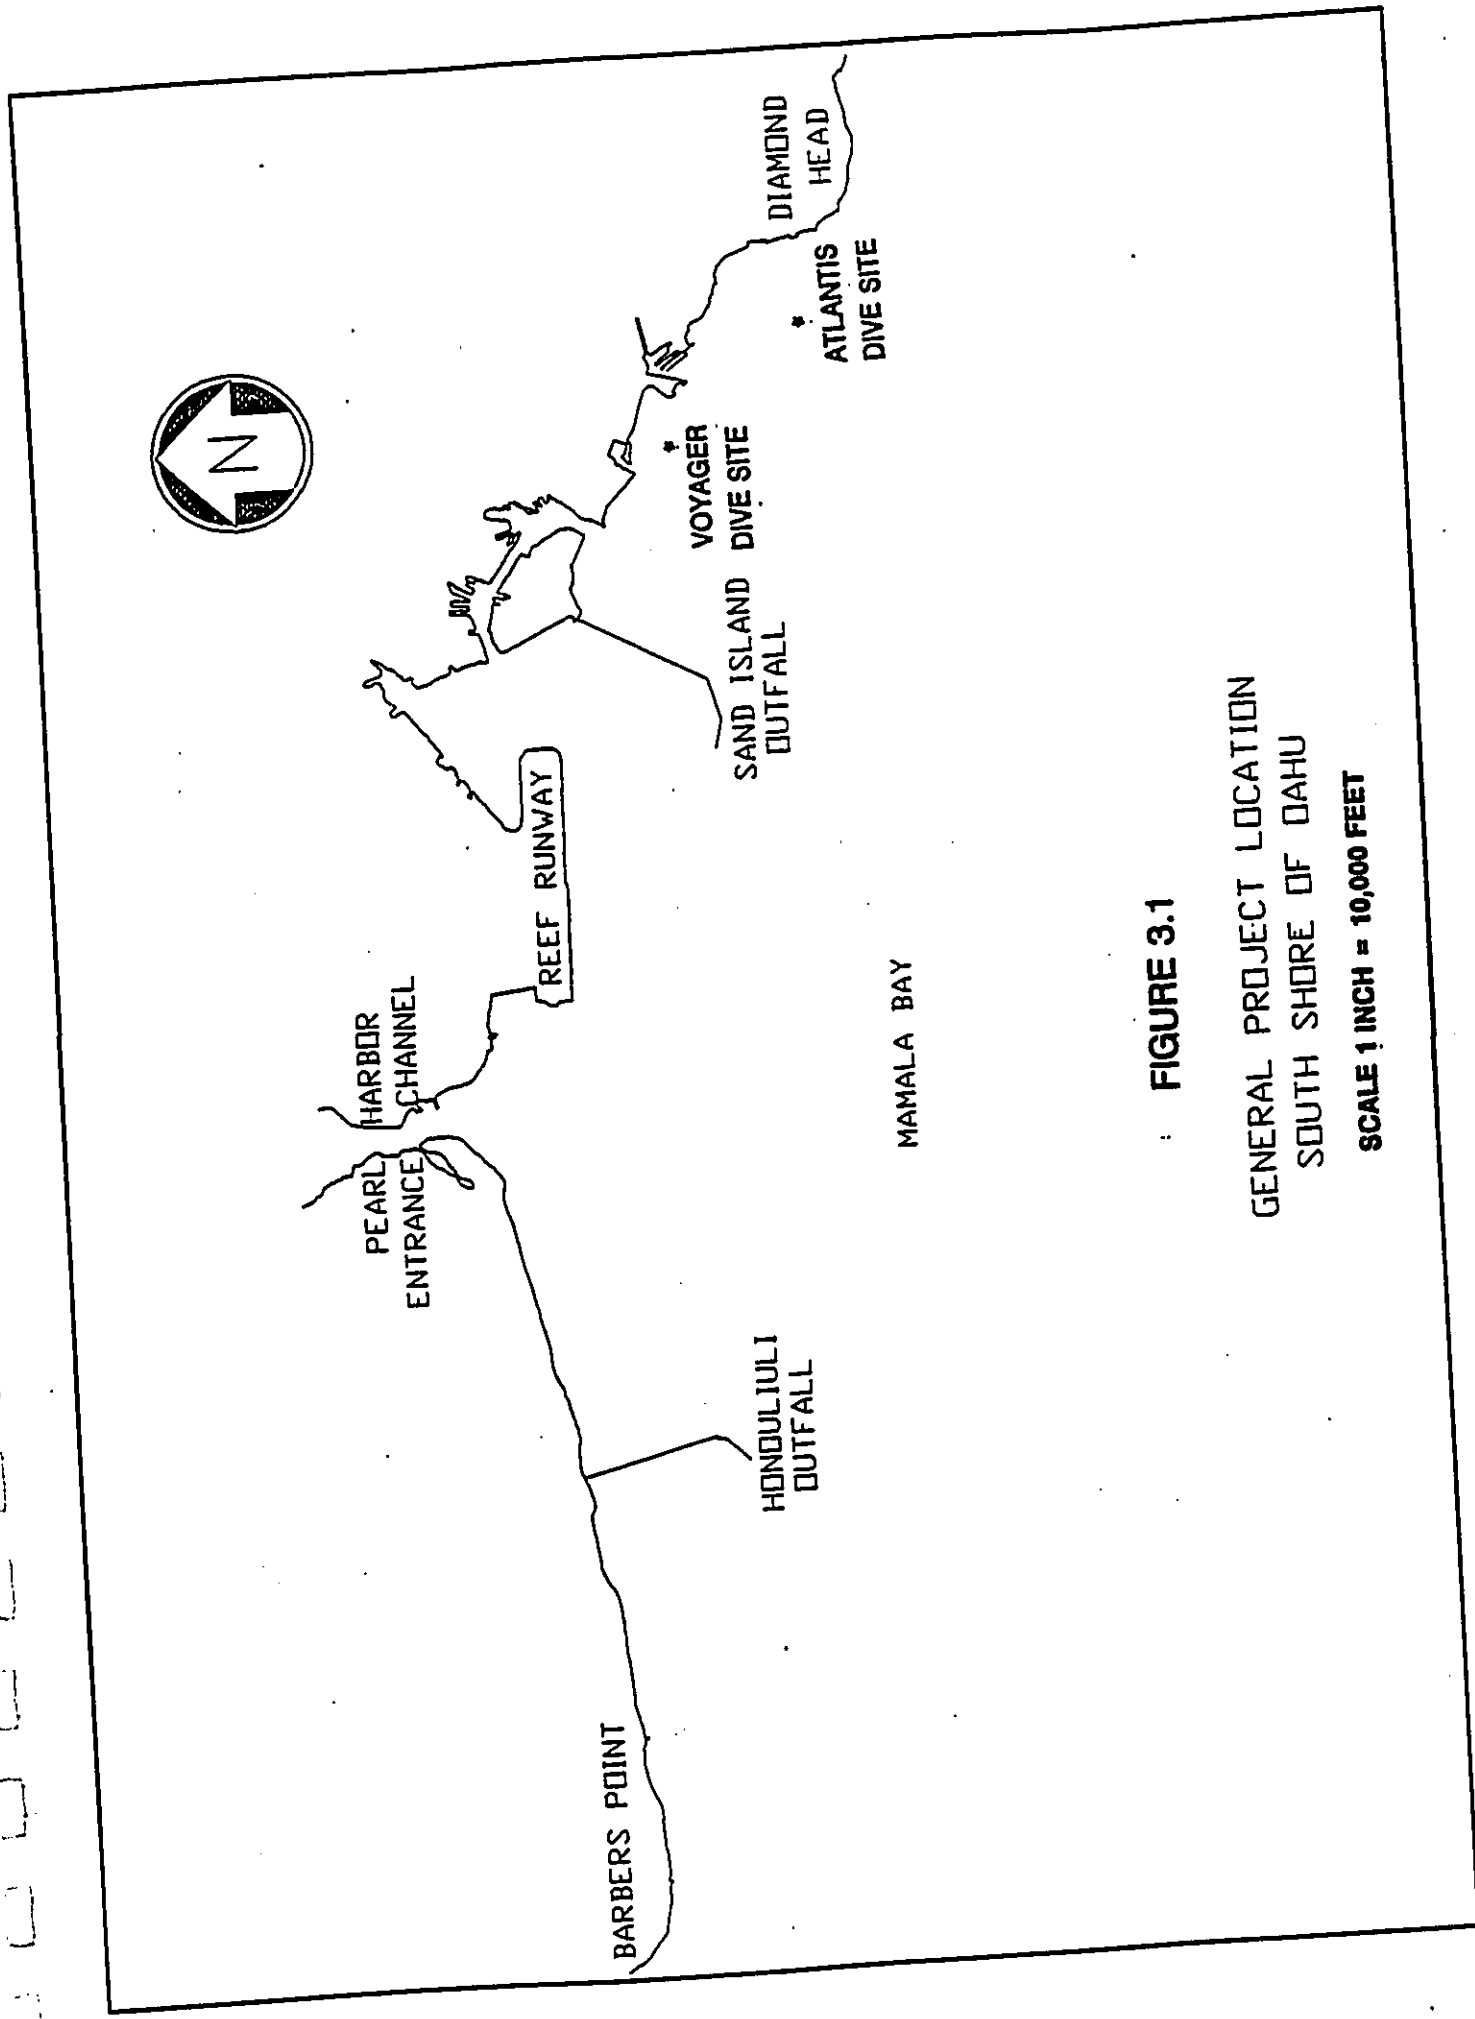 N
HARBOR
CHANNEL
PEARL
ENTRANCE
REEF RUNWAY
DIAMOND
HEAD
ATLANTIS
DIVE SITE
VOYAGER
DIVE SITE
SAND ISLAND
OUTFALL
BARBERS POINT
HONOULIULI
OUTFALL
MAMALA BAY
FIGURE 3.1
GENERAL PROJECT LOCATION
SOUTH SHORE OF OAHU
SCALE 1 INCH = 10,000 FEET